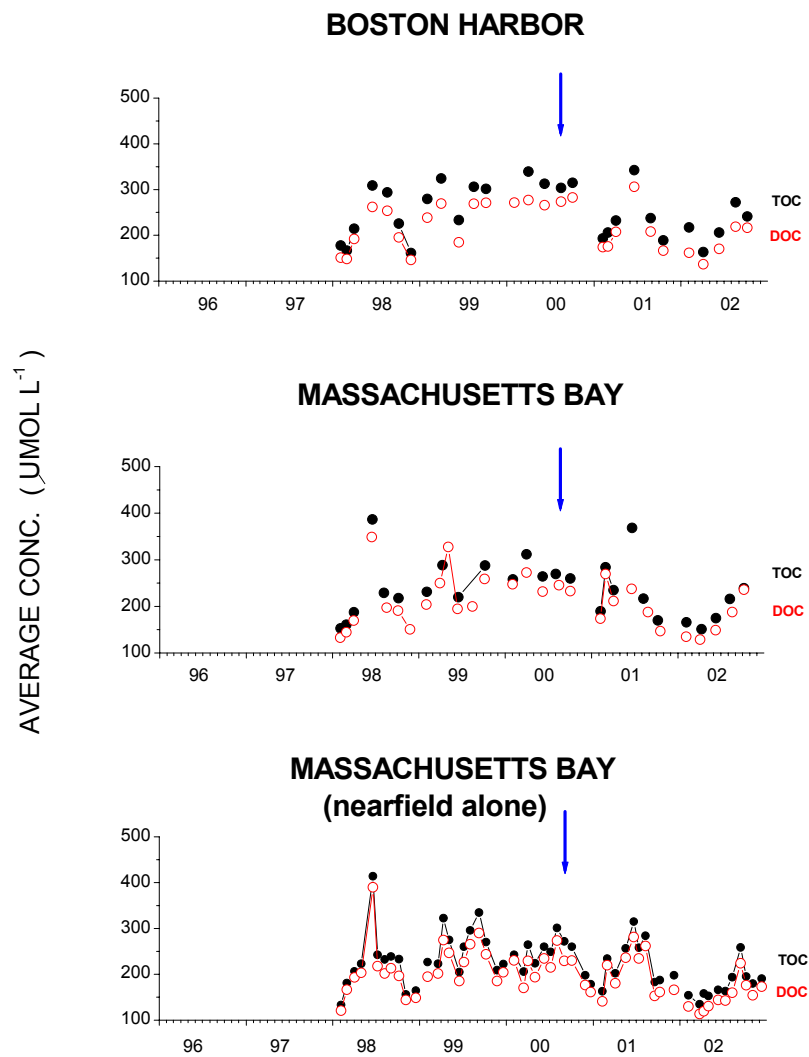 BOSTON HARBOR
500
400
300
200
100
TOC
DOC
96 97 98 99 00 01 02
AVERAGE CONC. ( µMOL L-1 )
MASSACHUSETTS BAY
500
400
300
200
100
TOC
DOC
96 97 98 99 00 01 02
MASSACHUSETTS BAY
(nearfield alone)
500
400
300
200
100
TOC
DOC
96 97 98 99 00 01 02